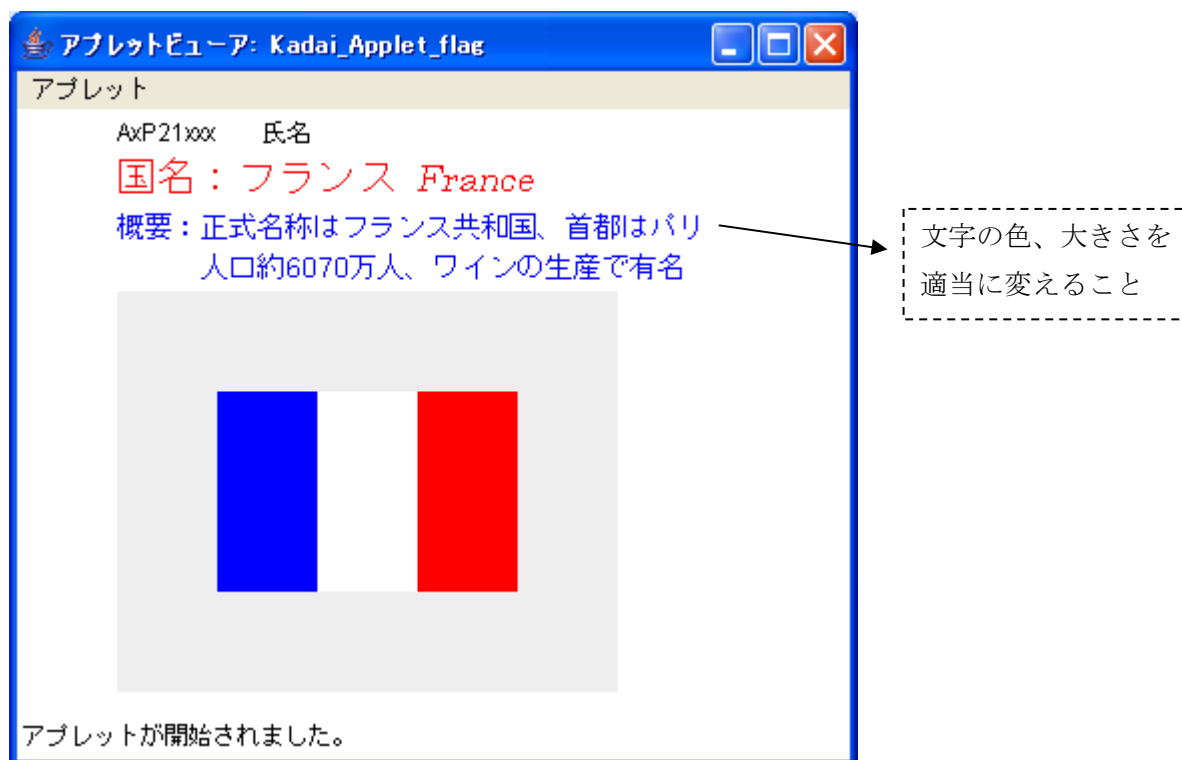 アプレットビューア: Kadai_Applet_flag
アプレット
AxP21xxx 氏名
国名：フランス France
概要：正式名称はフランス共和国、首都はパリ
人口約6070万人、ワインの生産で有名
文字の色、大きさを
適当に変えること
アプレットが開始されました。